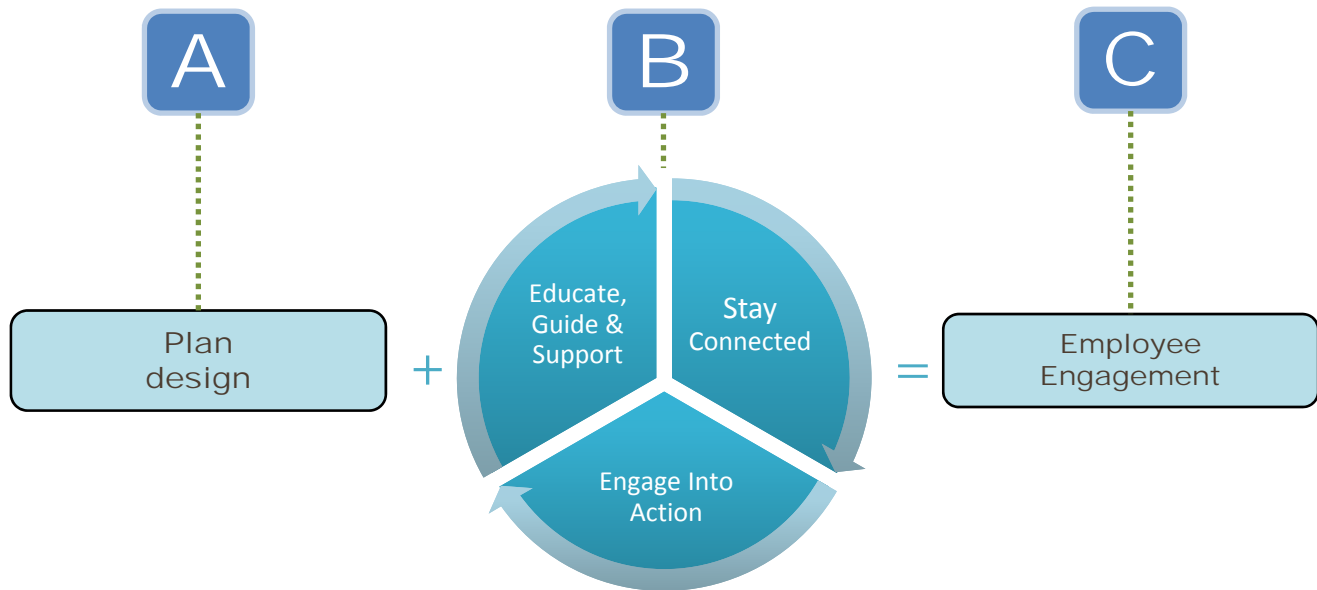 A
B
C
Plan
design
+
Educate,
Guide &
Support
Stay
Connected
Engage Into
Action
=
Employee
Engagement